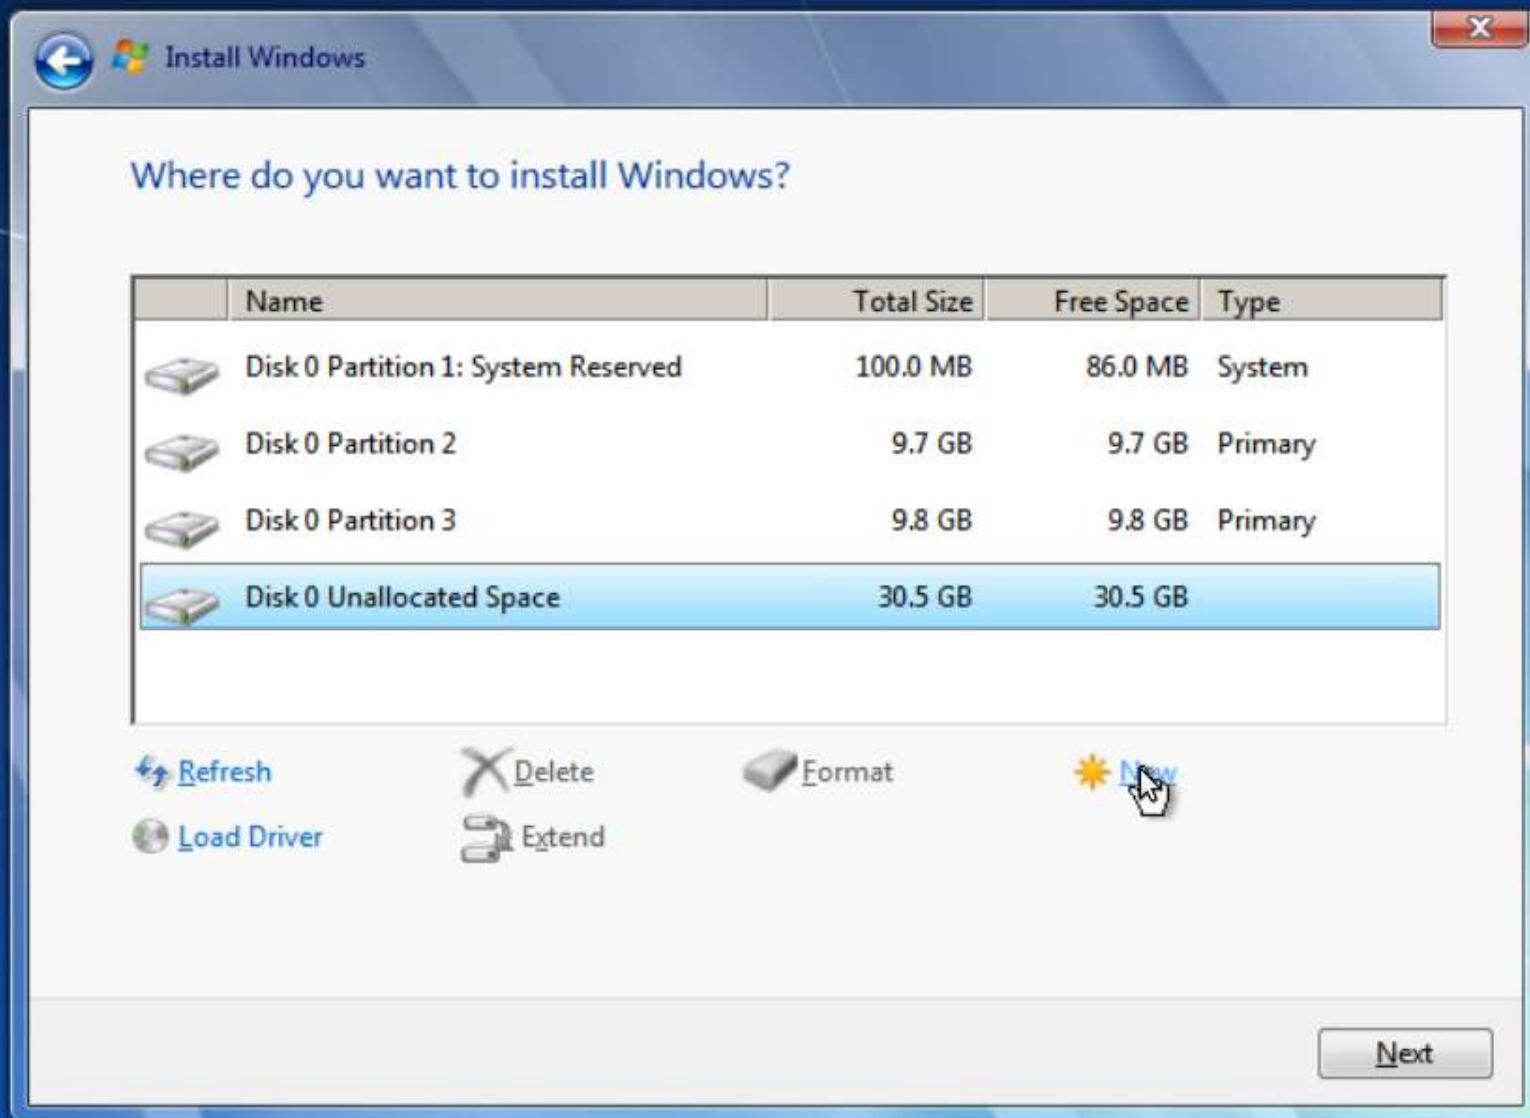 Install Windows
Where do you want to install Windows?
Name Total Size Free Space Type
Disk 0 Partition 1: System Reserved 100.0 MB 86.0 MB System
Disk 0 Partition 2 9.7 GB 9.7 GB Primary
Disk 0 Partition 3 9.8 GB 9.8 GB Primary
Disk 0 Unallocated Space 30.5 GB 30.5 GB
Refresh Delete Format New
Load Driver Extend
Next